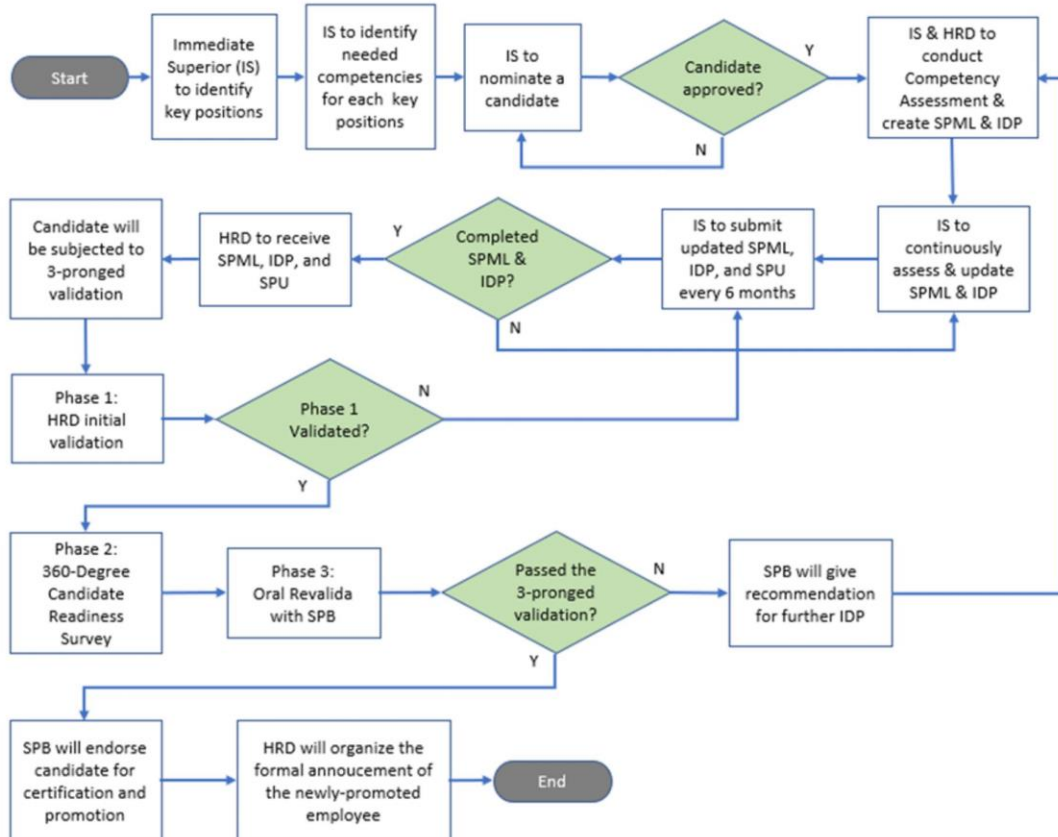 Start
Immediate
Superior (IS)
to identify
key positions
IS to identify
needed
competencies
for each key
positions
IS to
nominate a
candidate
Candidate
approved?
Y
N
IS & HRD to
conduct
Competency
Assessment &
create SPML & IDP
IS to
continuously
assess & update
SPML & IDP
IS to submit
updated SPML,
IDP, and SPU
every 6 months
Completed
SPML &
IDP?
Y
N
HRD to receive
SPML, IDP, and
SPU
Candidate will
be subjected to
3-pronged
validation
Phase 1:
HRD initial
validation
Phase 1
Validated?
N
Y
Phase 2:
360-Degree
Candidate
Readiness
Survey
Phase 3:
Oral Revalida
with SPB
Passed the
3-pronged
validation?
N
Y
SPB will give
recommendation
for further IDP
SPB will endorse
candidate for
certification and
promotion
HRD will organize the
formal annoucement of
the newly-promoted
employee
End